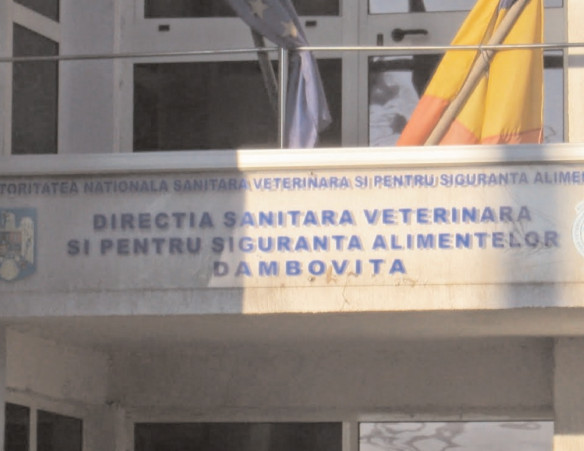 TORITATEA NATIONALA SANITARA VETERINARA SI PENTRU SIGURANTA ALIME
DIRECTIA SANITARA VETERINARA
SI PENTRU SIGURANTA ALIMENTELOR
DAMBOVITA